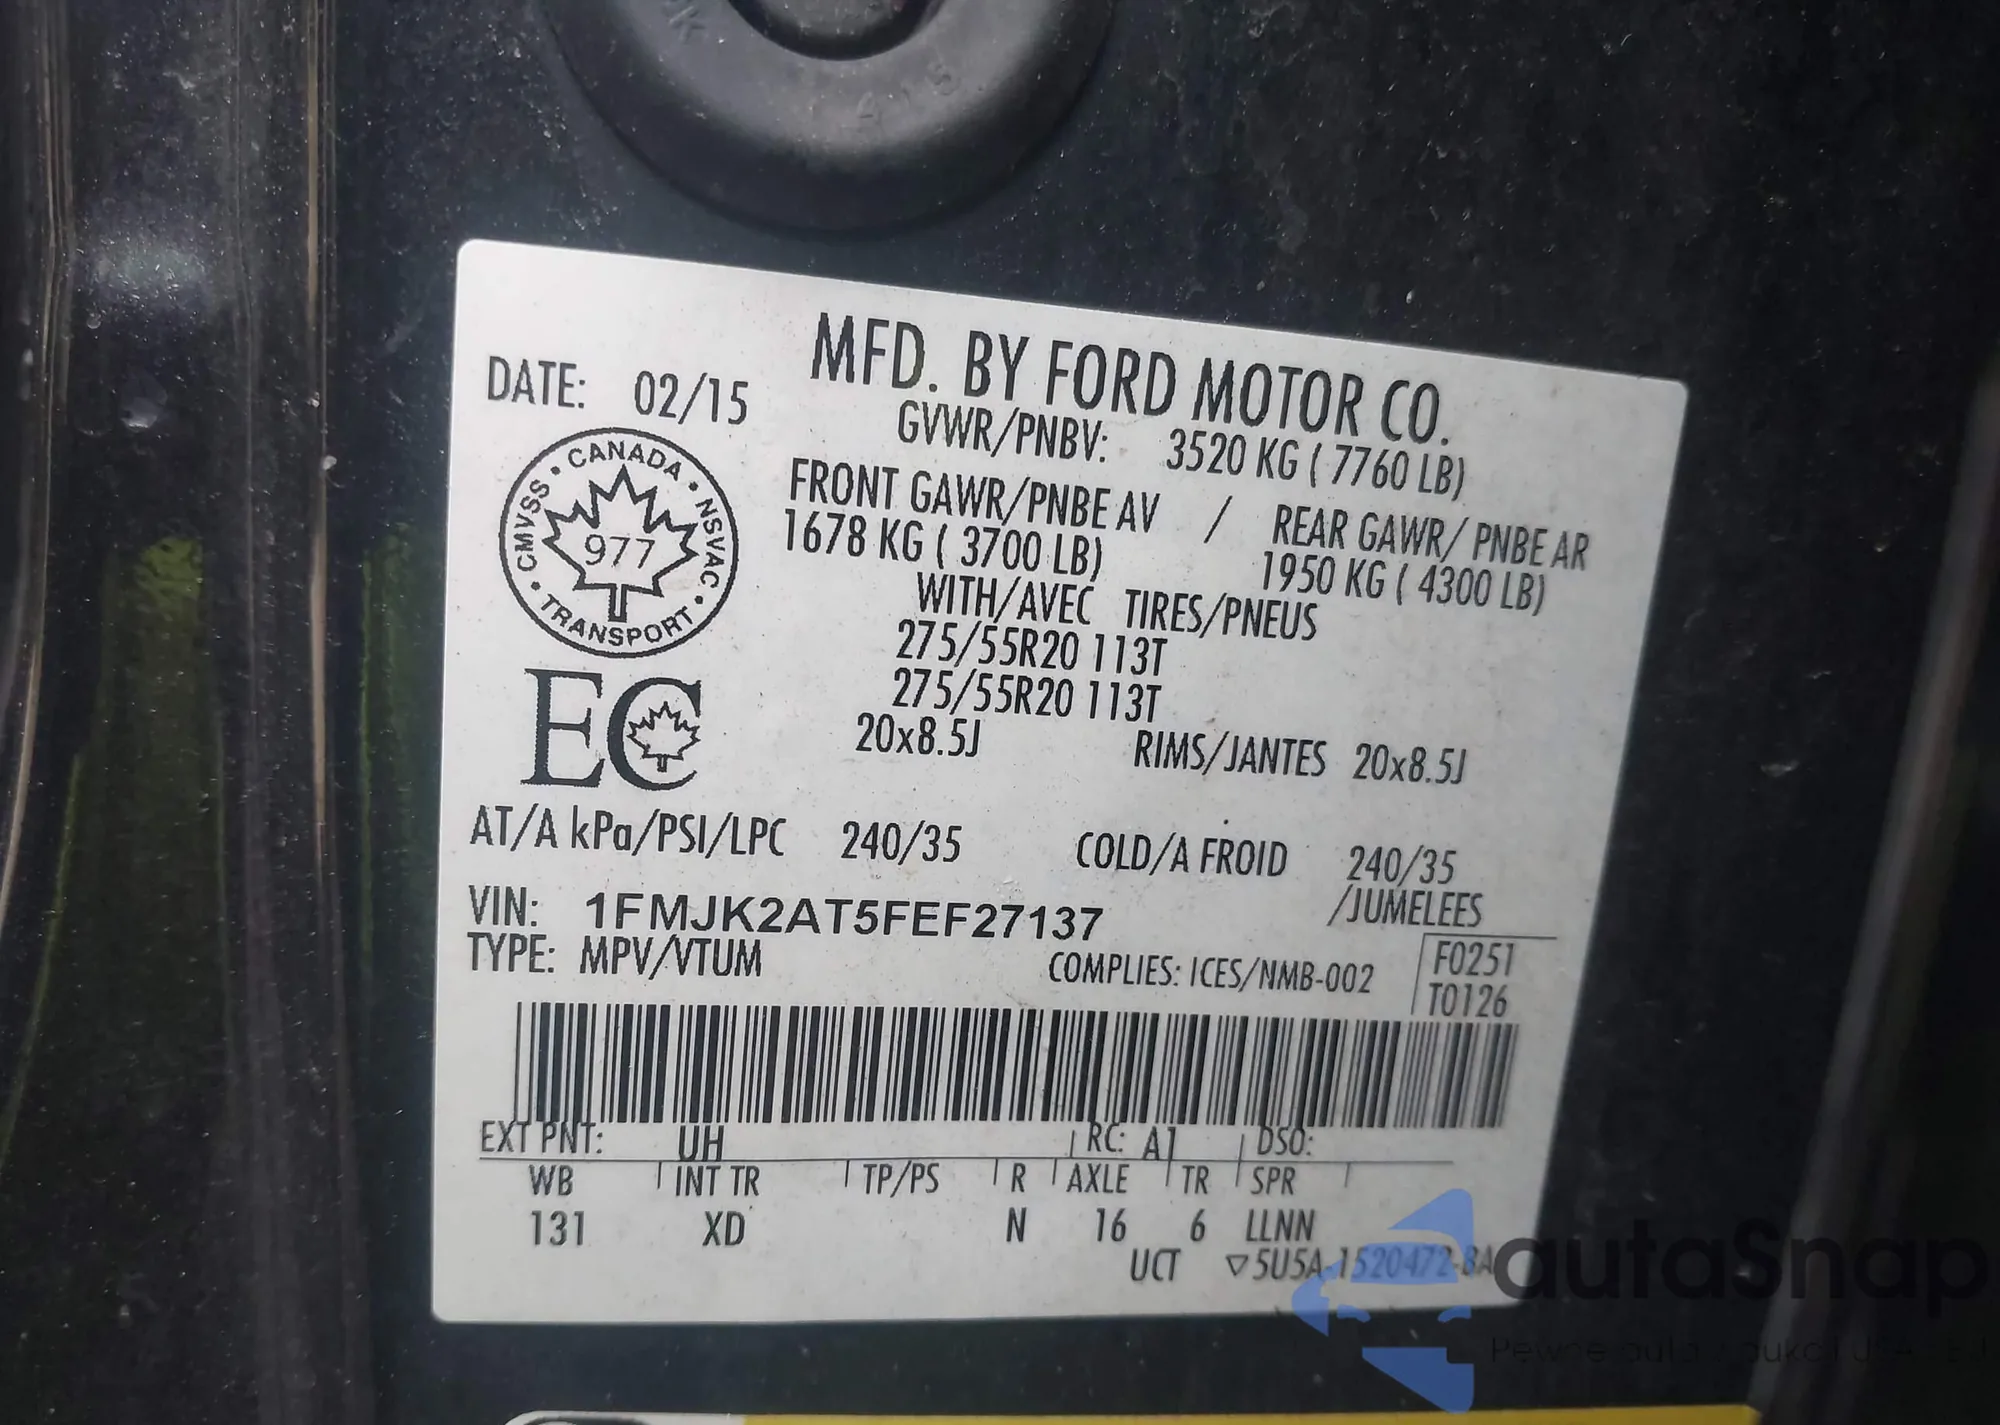 MFD. BY FORD MOTOR CO.
DATE: 02/15
GVWR/PNBV: 3520 KG ( 7760 LB)
FRONT GAWR/PNBE AV / REAR GAWR/ PNBE AR
1678 KG ( 3700 LB) 1950 KG ( 4300 LB)
WITH/AVEC TIRES/PNEUS
275/55R20 113T
275/55R20 113T
20x8.5J RIMS/JANTES 20x8.5J
CANADA • NSVAC • TRANSPORT • CMVSS •
977
EC
AT/A kPa/PSI/LPC 240/35 COLD/A FROID 240/35
/JUMELEES
VIN: 1FMJK2AT5FEF27137
TYPE: MPV/VTUM
COMPLIES: ICES/NMB-002
F0251
T0126
EXT PNT: UH RC: A1 DSO:
WB INT TR TP/PS R AXLE TR SPR
131 XD N 16 6 LLNN
UCT ▽5U5A-1520472-BA
autaSnap